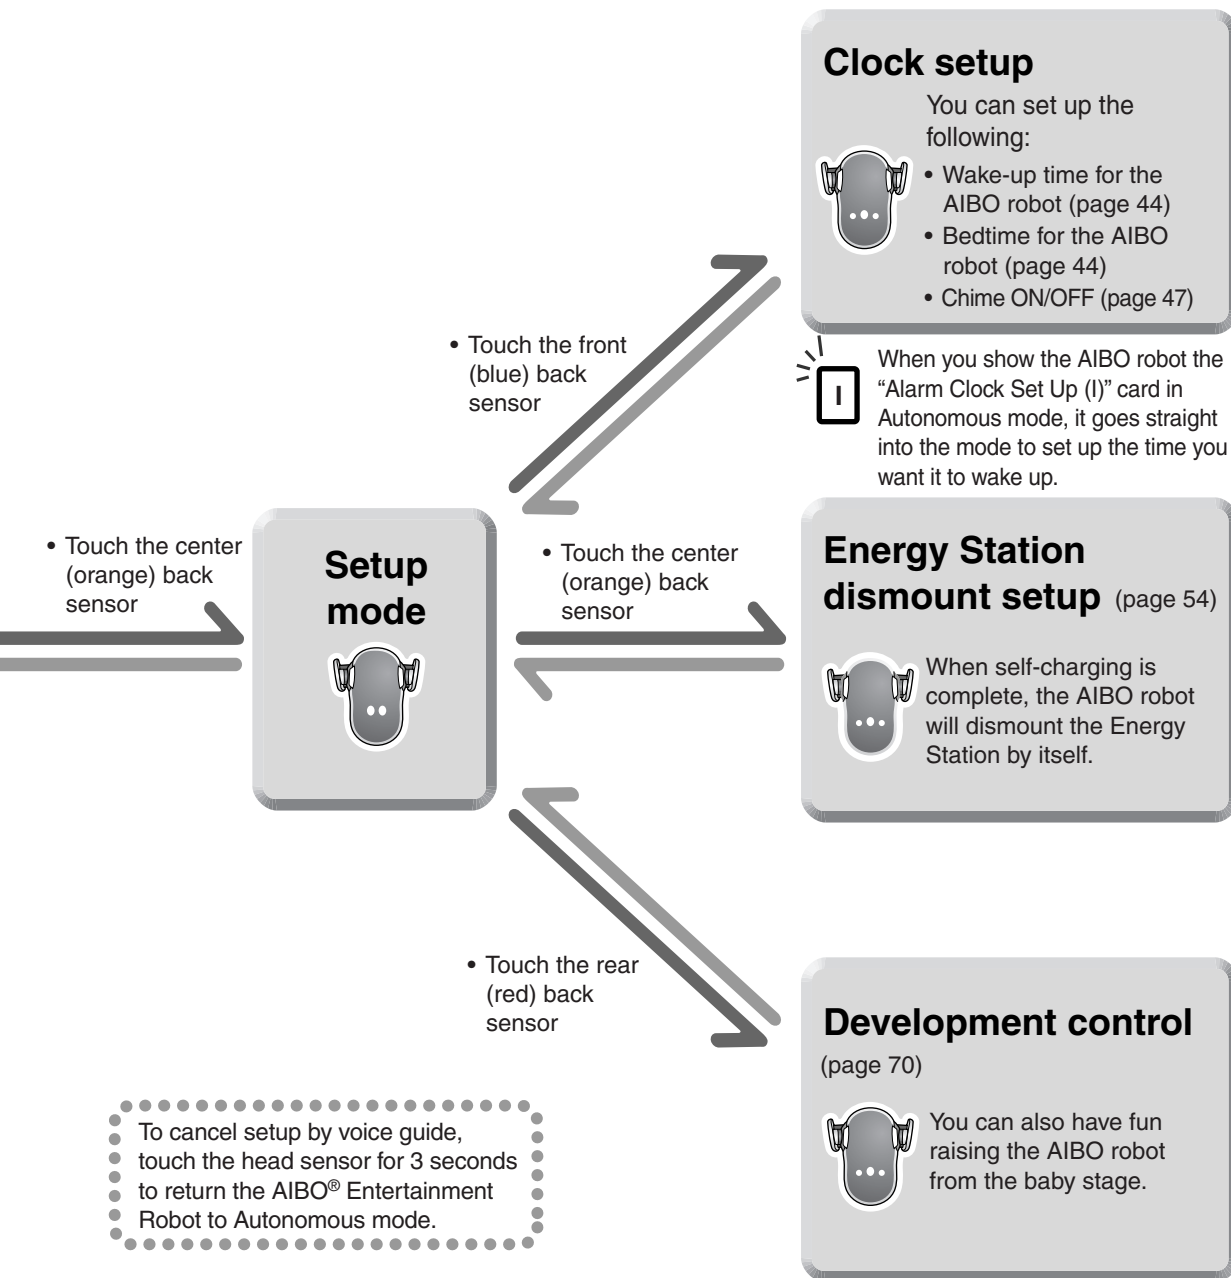 Clock setup
You can set up the
following:
• Wake-up time for the
AIBO robot (page 44)
• Bedtime for the AIBO
robot (page 44)
• Chime ON/OFF (page 47)
• Touch the front
(blue) back
sensor
I
When you show the AIBO robot the
“Alarm Clock Set Up (I)” card in
Autonomous mode, it goes straight
into the mode to set up the time you
want it to wake up.
• Touch the center
(orange) back
sensor
Setup
mode
• Touch the center
(orange) back
sensor
Energy Station
dismount setup (page 54)
When self-charging is
complete, the AIBO robot
will dismount the Energy
Station by itself.
• Touch the rear
(red) back
sensor
Development control
(page 70)
You can also have fun
raising the AIBO robot
from the baby stage.
To cancel setup by voice guide,
touch the head sensor for 3 seconds
to return the AIBO® Entertainment
Robot to Autonomous mode.